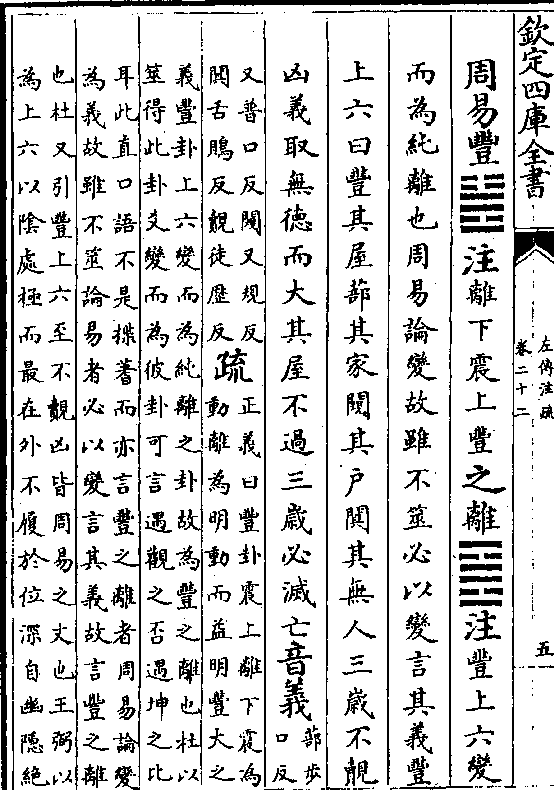 欽定四庫全書
左傳注疏
卷二十二
五
周易豐䷶注離下震上豐之離䷝注豐上六變
而為純離也周易論變故雖不筮必以變言其義豐
上六曰豐其屋蔀其家闚其戶闃其無人三歲不覿
凶義取無德而大其屋不過三歲必滅亡音義蔀步
口反
又普口反闚又規反
闃舌鵙反覿徒歷反
疏正義曰豐卦震上離下震為
動離為明動而益明豐大之
義豐卦上六變而為純離之卦故為豐之離也杜以
筮得此卦爻變而為彼卦可言遇觀之否遇坤之比
耳此直口語不是揲蓍而亦言豐之離者周易論變
為義故雖不筮論易者必以變言其義故言豐之離
也杜又引豐上六至不覿凶皆周易之文也王弼以
為上六以陰處極而最在外不履於位深自幽隱絕